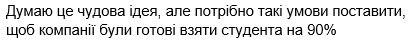 Думаю це чудова ідея, але потрібно такі умови поставити,
щоб компанії були готові взяти студента на 90%